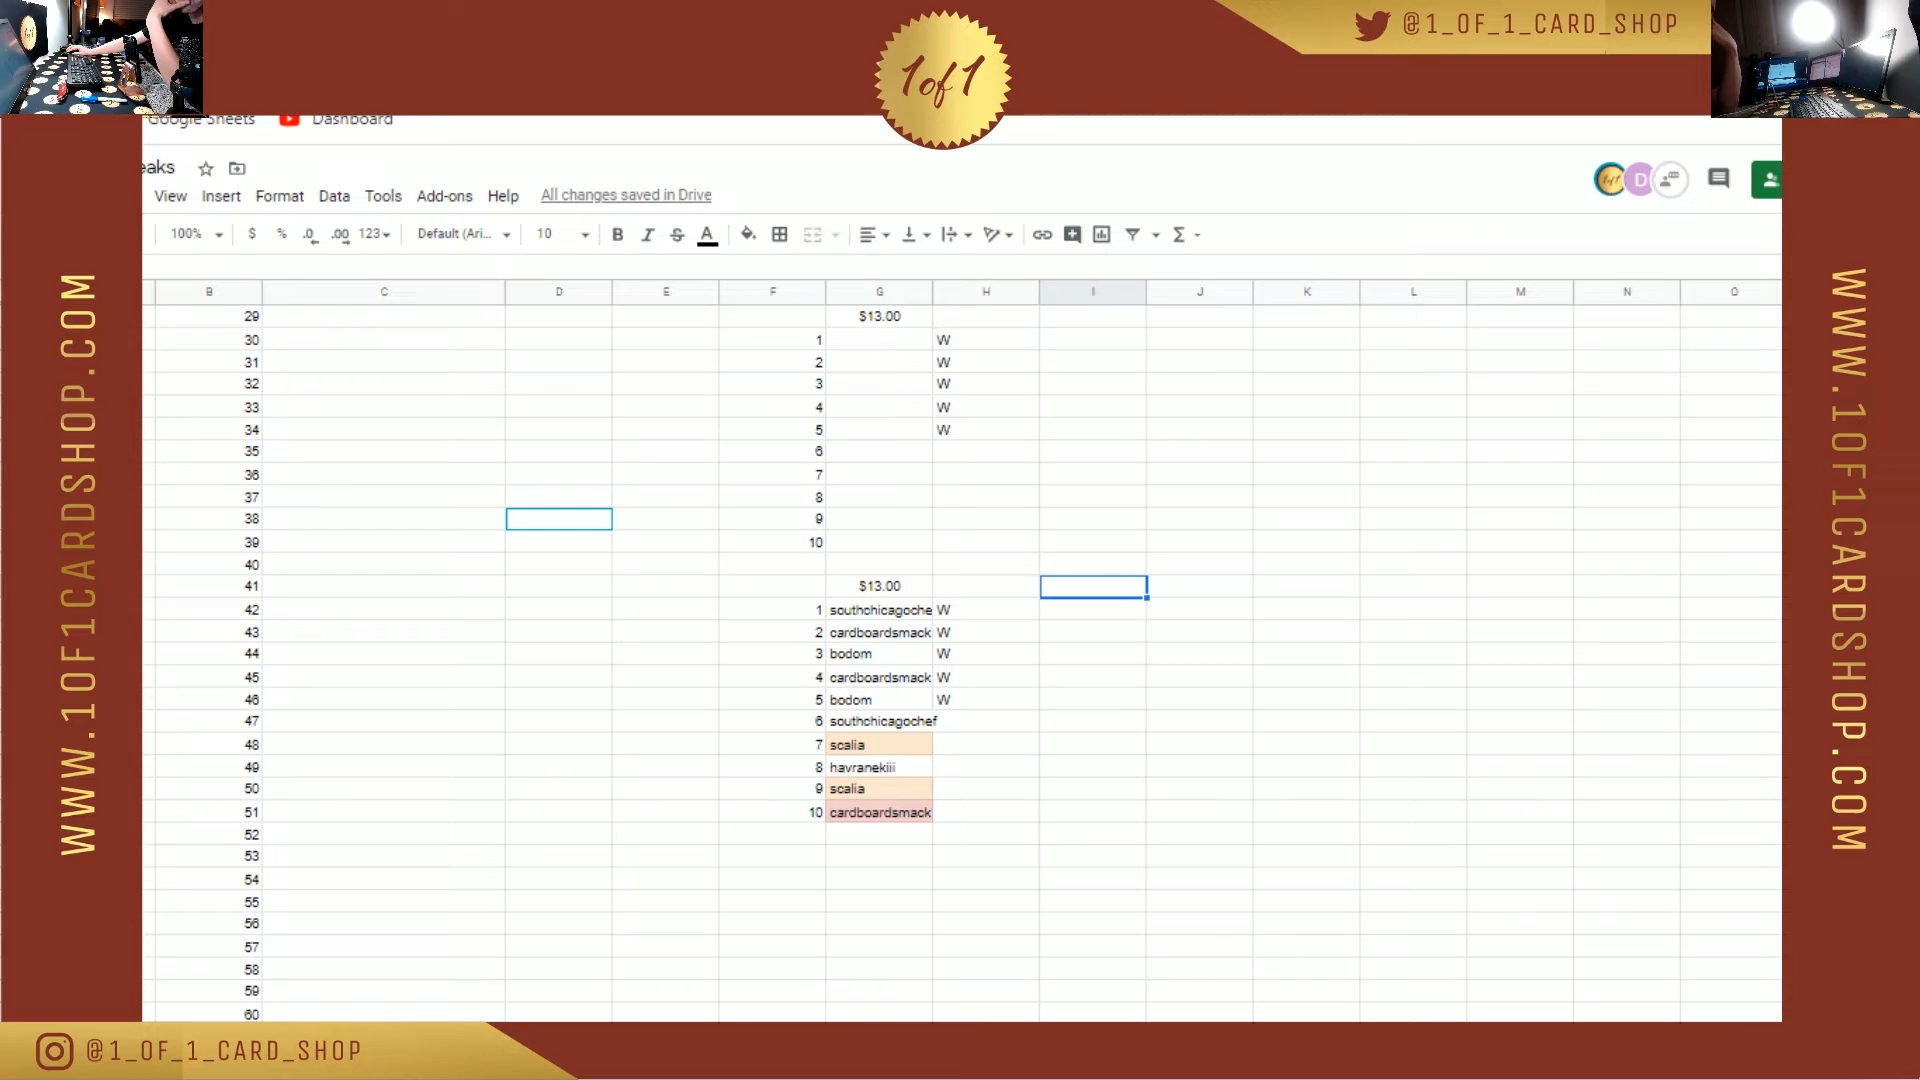 @1_OF_1_CARD_SHOP
1of1
Google Sheets Dashboard
eaks
View Insert Format Data Tools Add-ons Help All changes saved in Drive
D
100% $ % .0 .00 123 Default (Ari... 10 B I S A Σ
B C D E F G H I J K L M N O
29 $13.00
30 1 W
31 2 W
32 3 W
33 4 W
34 5 W
35 6
36 7
37 8
38 9
39 10
40
41 $13.00
42 1 southchicagoche W
43 2 cardboardsmack W
44 3 bodom W
45 4 cardboardsmack W
46 5 bodom W
47 6 southchicagochef
48 7 scalia
49 8 havranekiii
50 9 scalia
51 10 cardboardsmack
52
53
54
55
56
57
58
59
60
WWW.1OF1CARDSHOP.COM
WWW.1OF1CARDSHOP.COM
@1_OF_1_CARD_SHOP